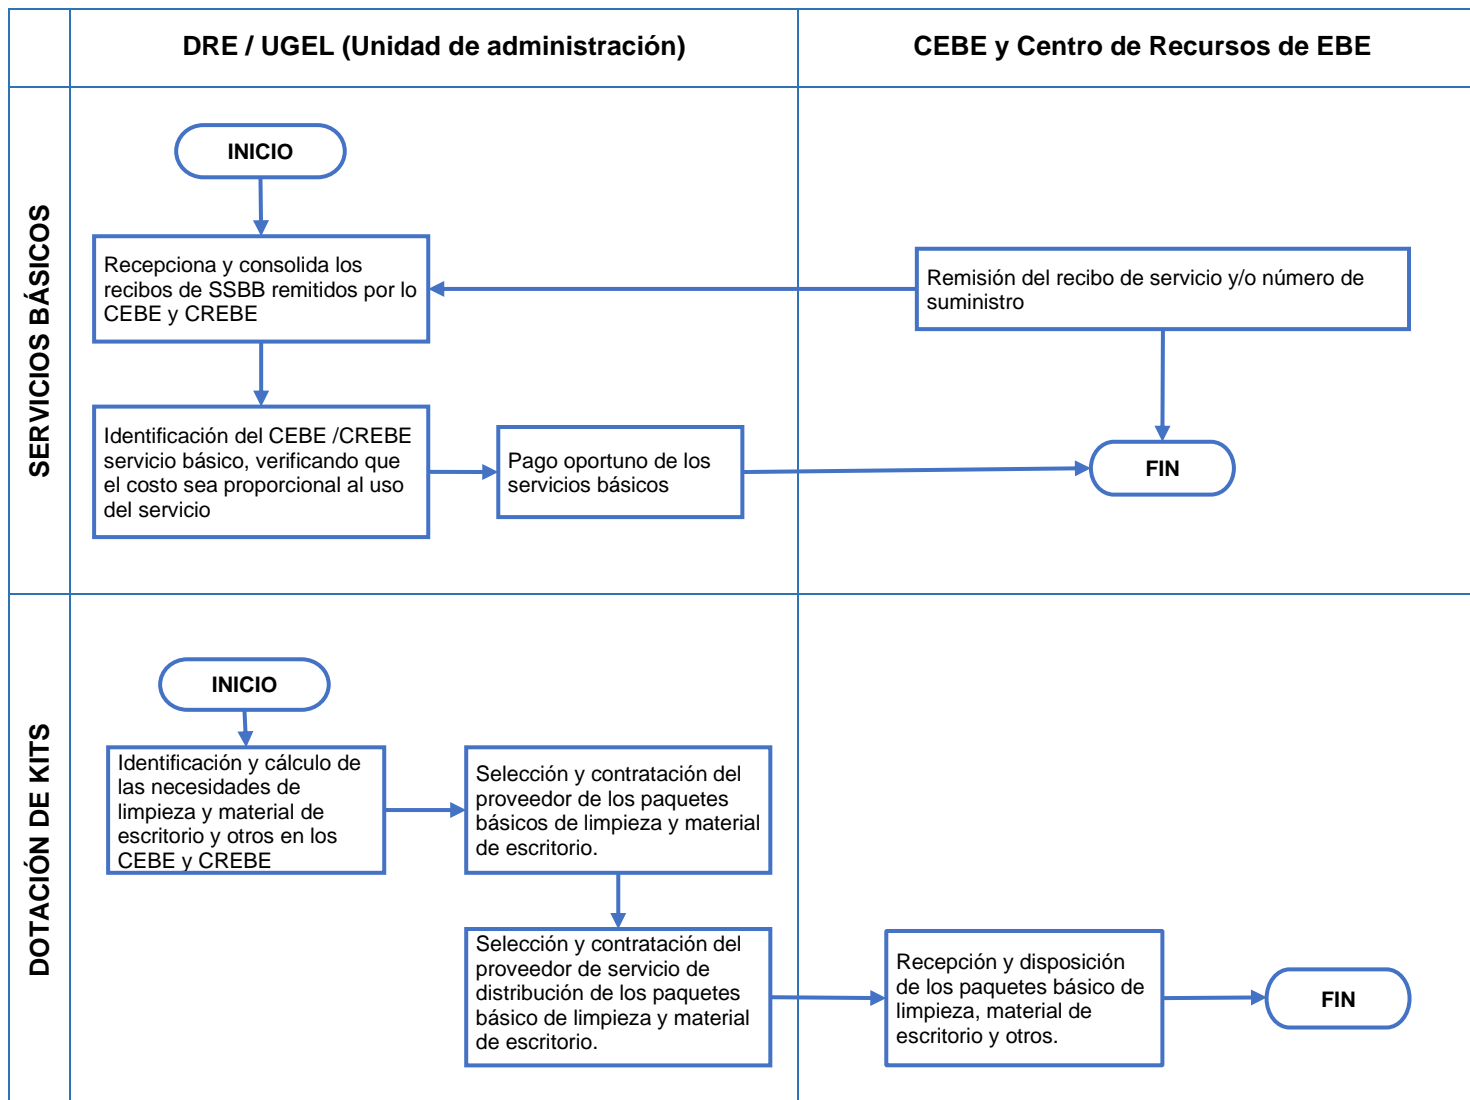 DRE / UGEL (Unidad de administración)
CEBE y Centro de Recursos de EBE
SERVICIOS BÁSICOS
INICIO
Recepciona y consolida los
recibos de SSBB remitidos por lo
CEBE y CREBE
Remisión del recibo de servicio y/o número de
suministro
Identificación del CEBE /CREBE
servicio básico, verificando que
el costo sea proporcional al uso
del servicio
Pago oportuno de los
servicios básicos
FIN
DOTACIÓN DE KITS
INICIO
Identificación y cálculo de
las necesidades de
limpieza y material de
escritorio y otros en los
CEBE y CREBE
Selección y contratación del
proveedor de los paquetes
básicos de limpieza y material
de escritorio.
Selección y contratación del
proveedor de servicio de
distribución de los paquetes
básico de limpieza y material
de escritorio.
Recepción y disposición
de los paquetes básico de
limpieza, material de
escritorio y otros.
FIN